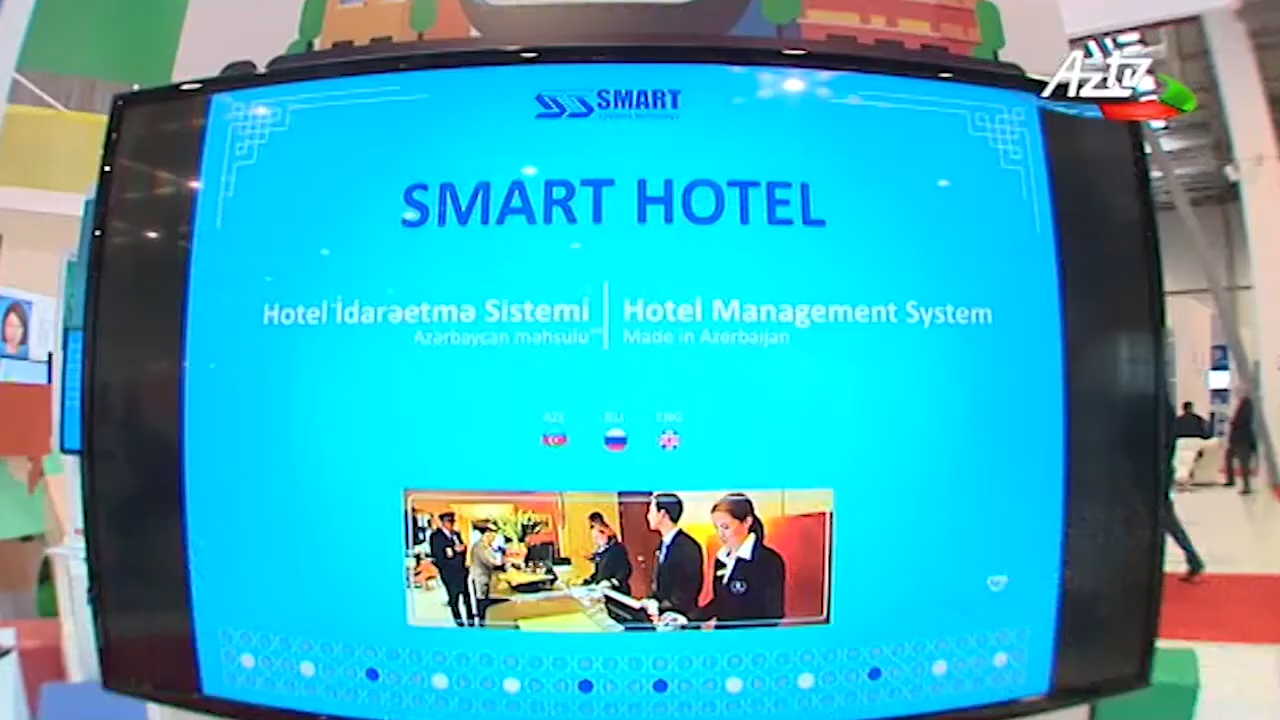 Aztv
SMART
SMART HOTEL
Hotel İdarəetmə Sistemi
Azərbaycan məhsulu
Hotel Management System
Made in Azerbaijan
AZE RU ENG